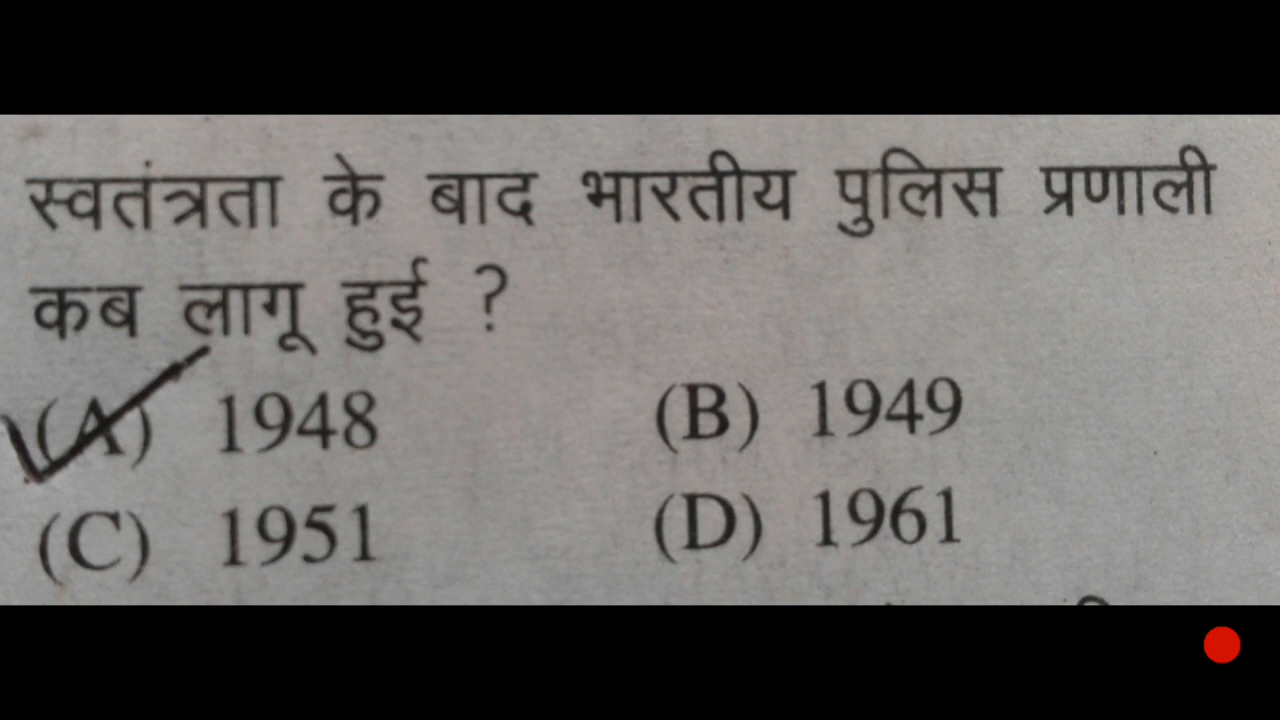 स्वतंत्रता के बाद भारतीय पुलिस प्रणाली
कब लागू हुई ?
(A) 1948 (B) 1949
(C) 1951 (D) 1961